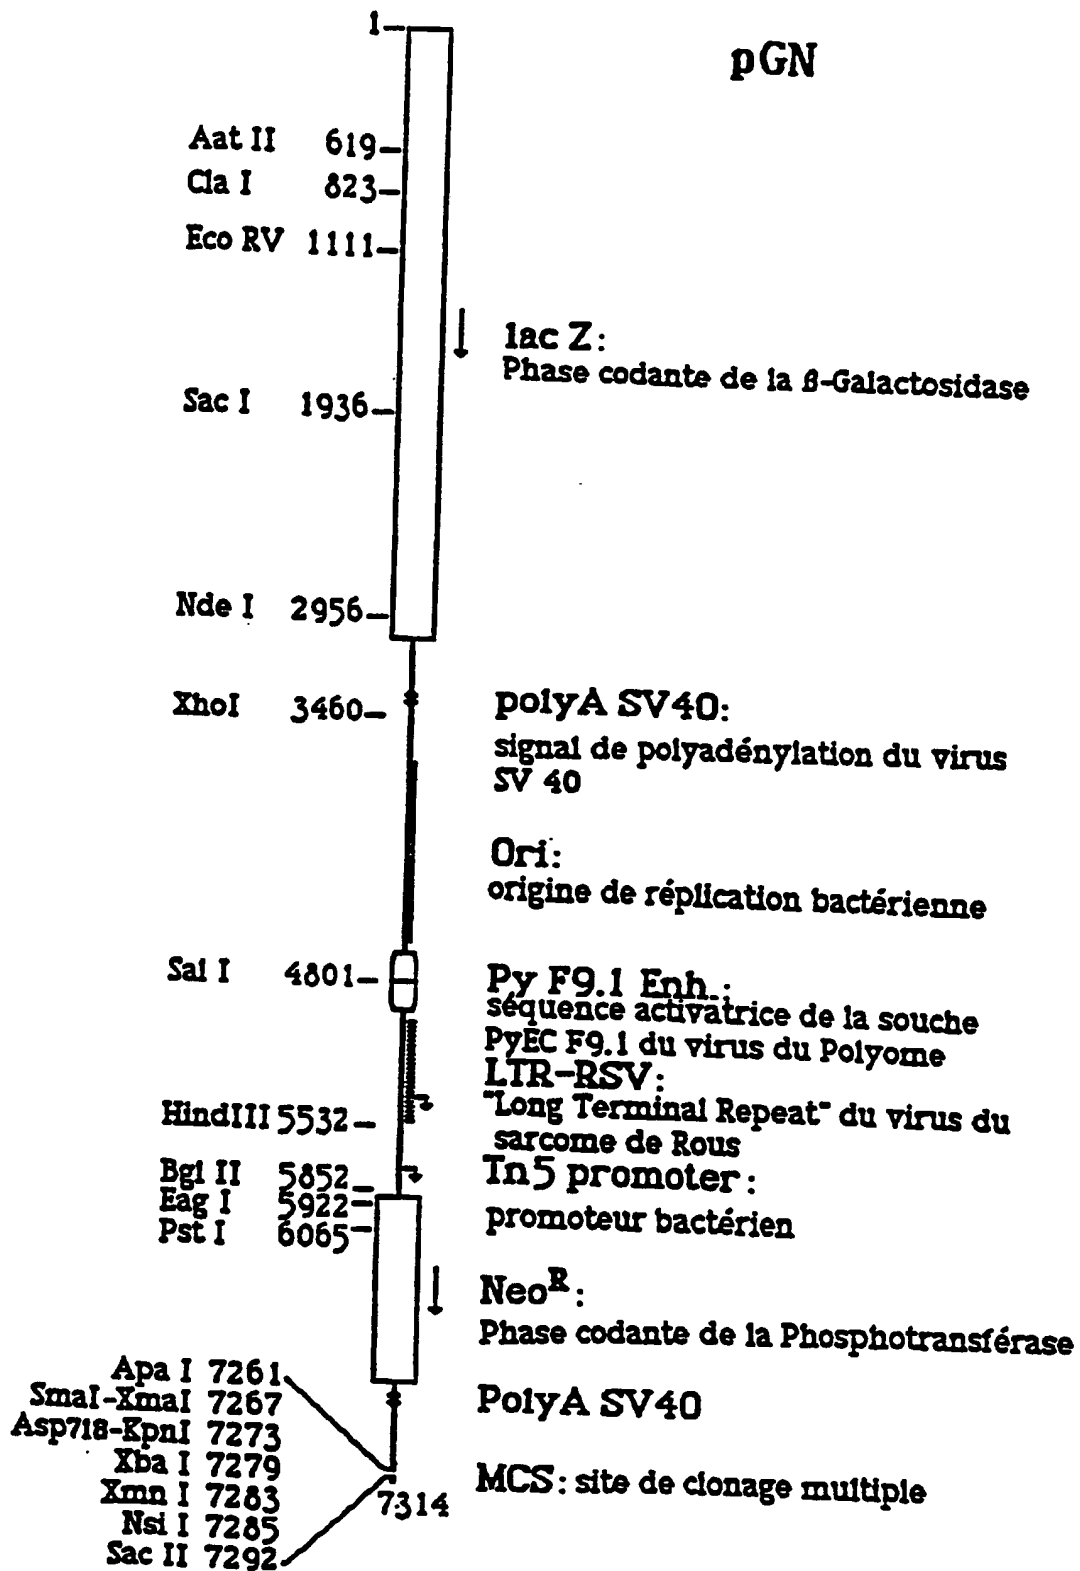 pGN
1
Aat II 619
Cla I 823
Eco RV 1111
lac Z:
Phase codante de la β-Galactosidase
Sac I 1936
Nde I 2956
XhoI 3460
polyA SV40:
signal de polyadénylation du virus
SV 40
Ori:
origine de réplication bactérienne
Sal I 4801
Py F9.1 Enh.:
séquence activatrice de la souche
PyEC F9.1 du virus du Polyome
LTR-RSV:
"Long Terminal Repeat" du virus du
sarcome de Rous
HindIII 5532
Tn5 promoter:
promoteur bactérien
Bgl II 5852
Eag I 5922
Pst I 6065
NeoR:
Phase codante de la Phosphotransférase
PolyA SV40
Apa I 7261
SmaI-XmaI 7267
Asp718-KpnI 7273
Xba I 7279
Xmn I 7283
Nsi I 7285
Sac II 7292
7314
MCS: site de clonage multiple